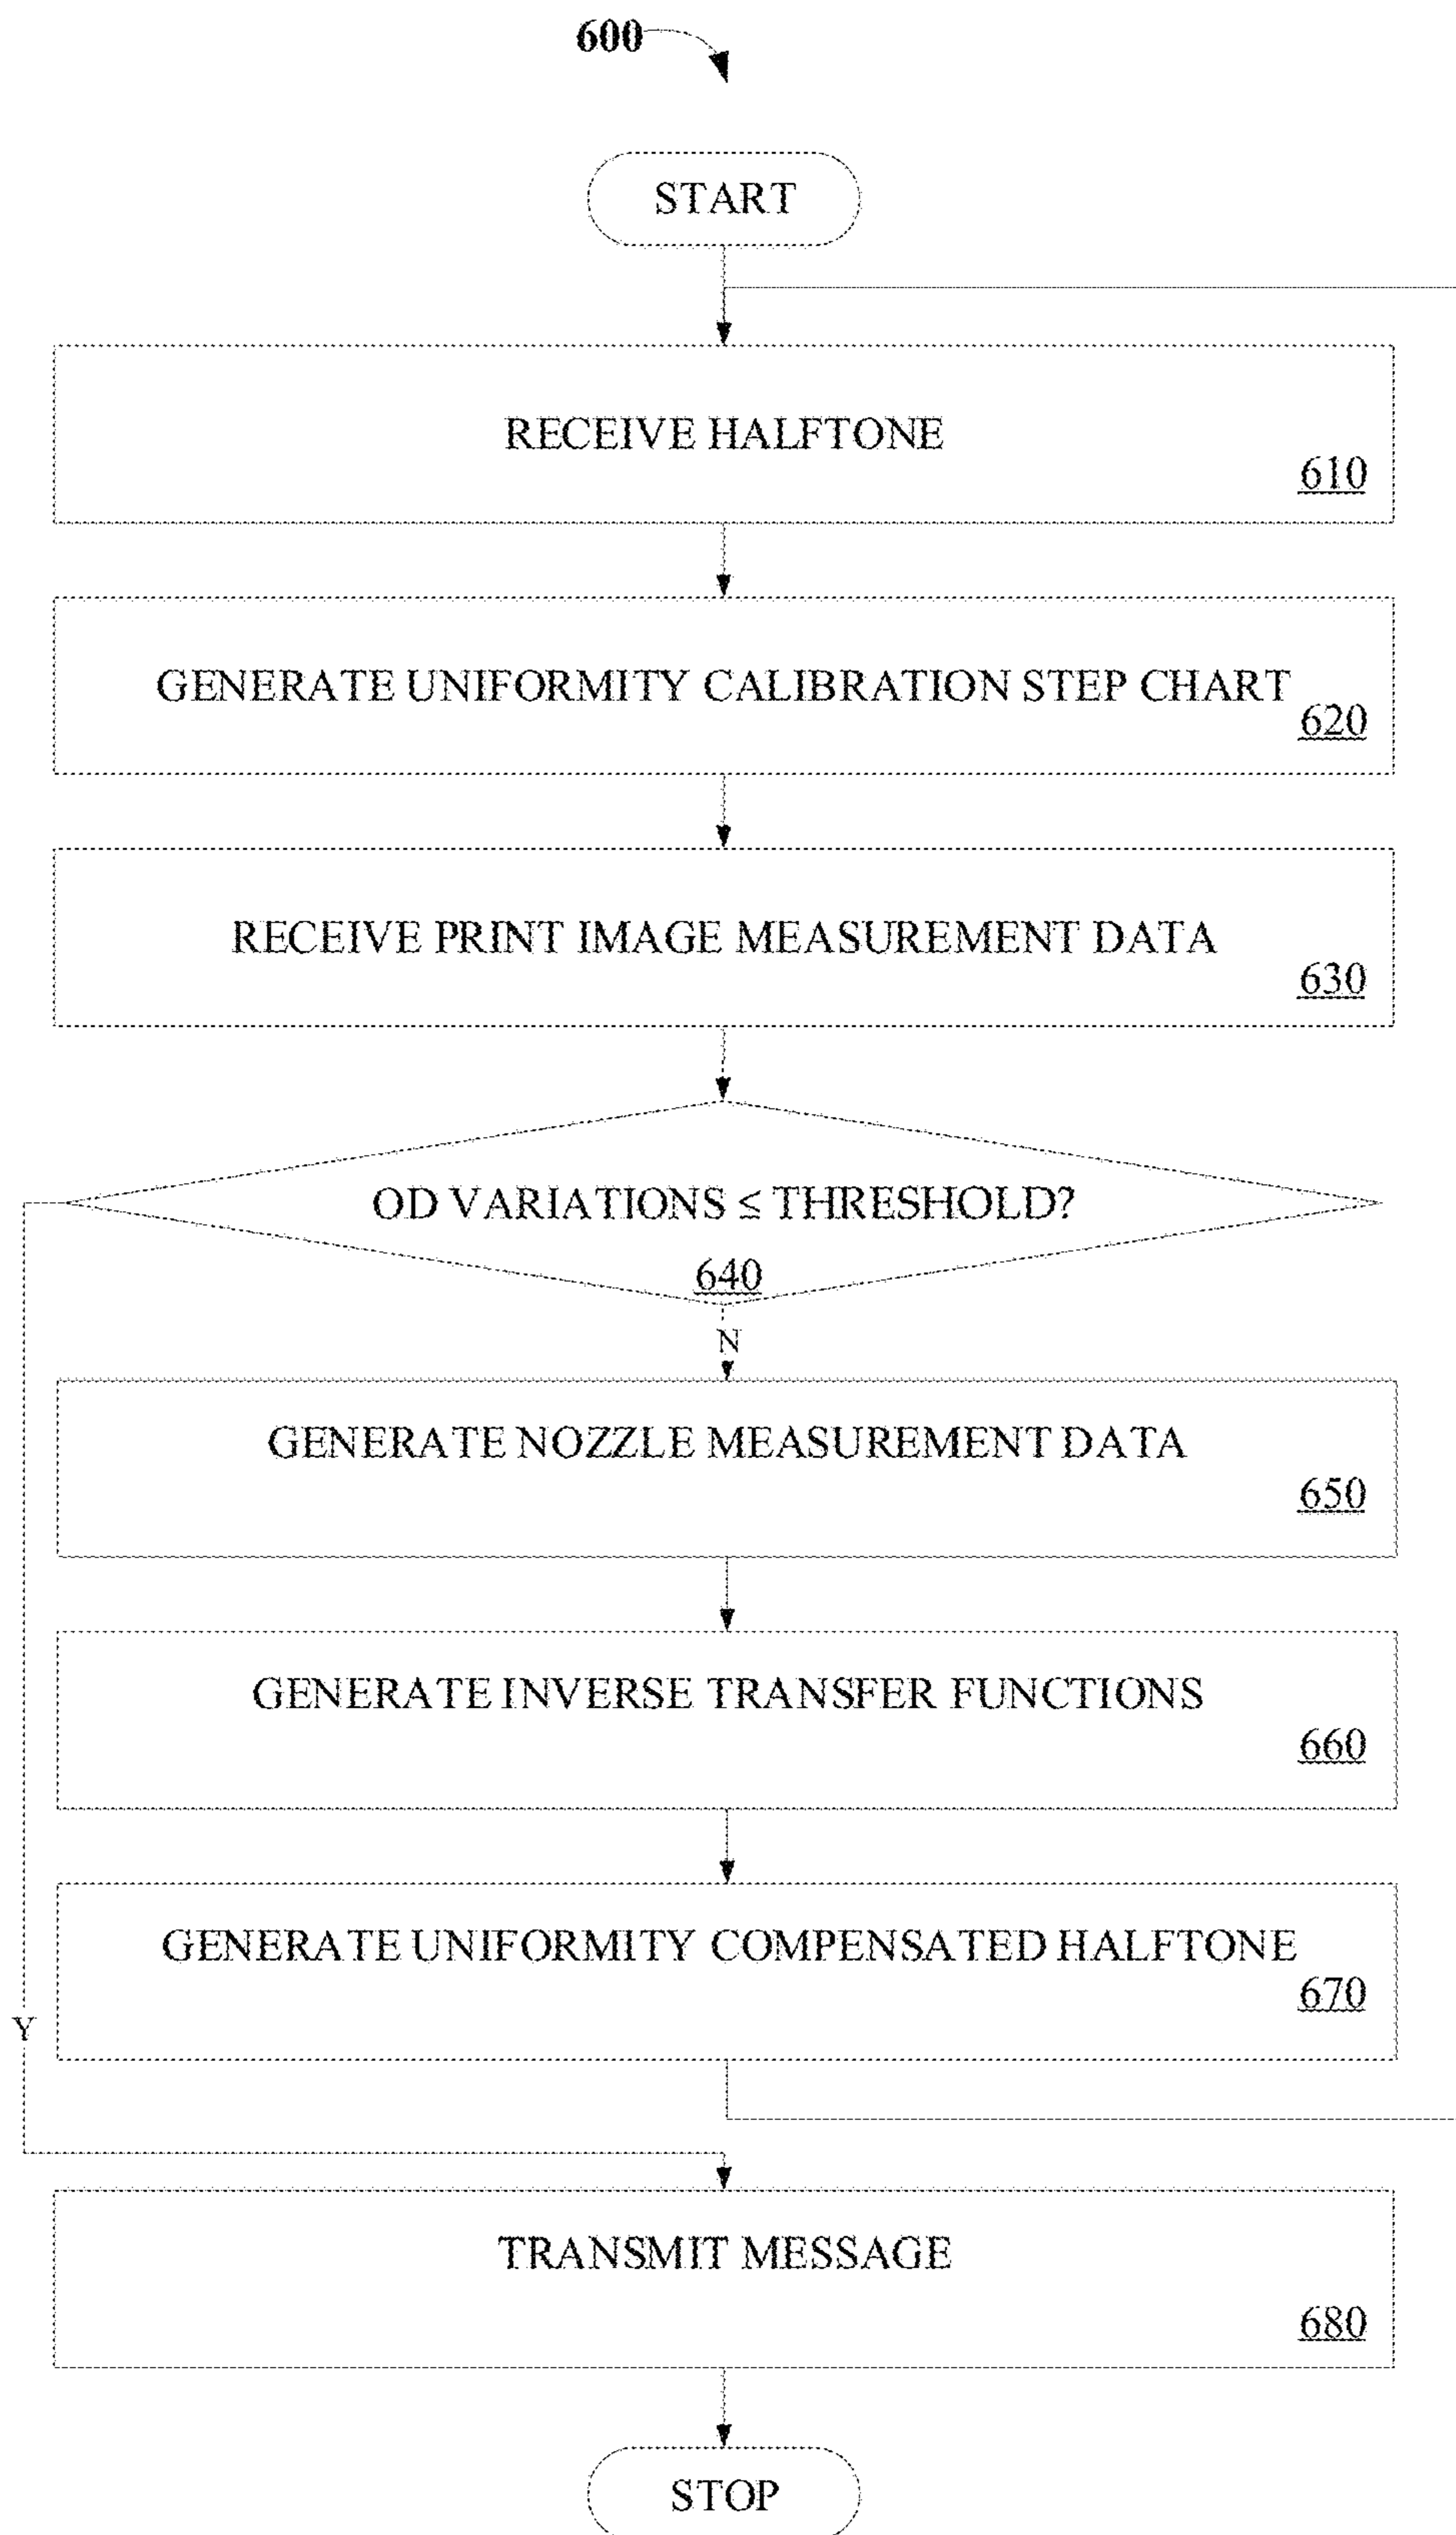 600
START
RECEIVE HALFTONE
610
GENERATE UNIFORMITY CALIBRATION STEP CHART
620
RECEIVE PRINT IMAGE MEASUREMENT DATA
630
OD VARIATIONS ≤ THRESHOLD?
640
N
GENERATE NOZZLE MEASUREMENT DATA
650
GENERATE INVERSE TRANSFER FUNCTIONS
660
GENERATE UNIFORMITY COMPENSATED HALFTONE
670
Y
TRANSMIT MESSAGE
680
STOP